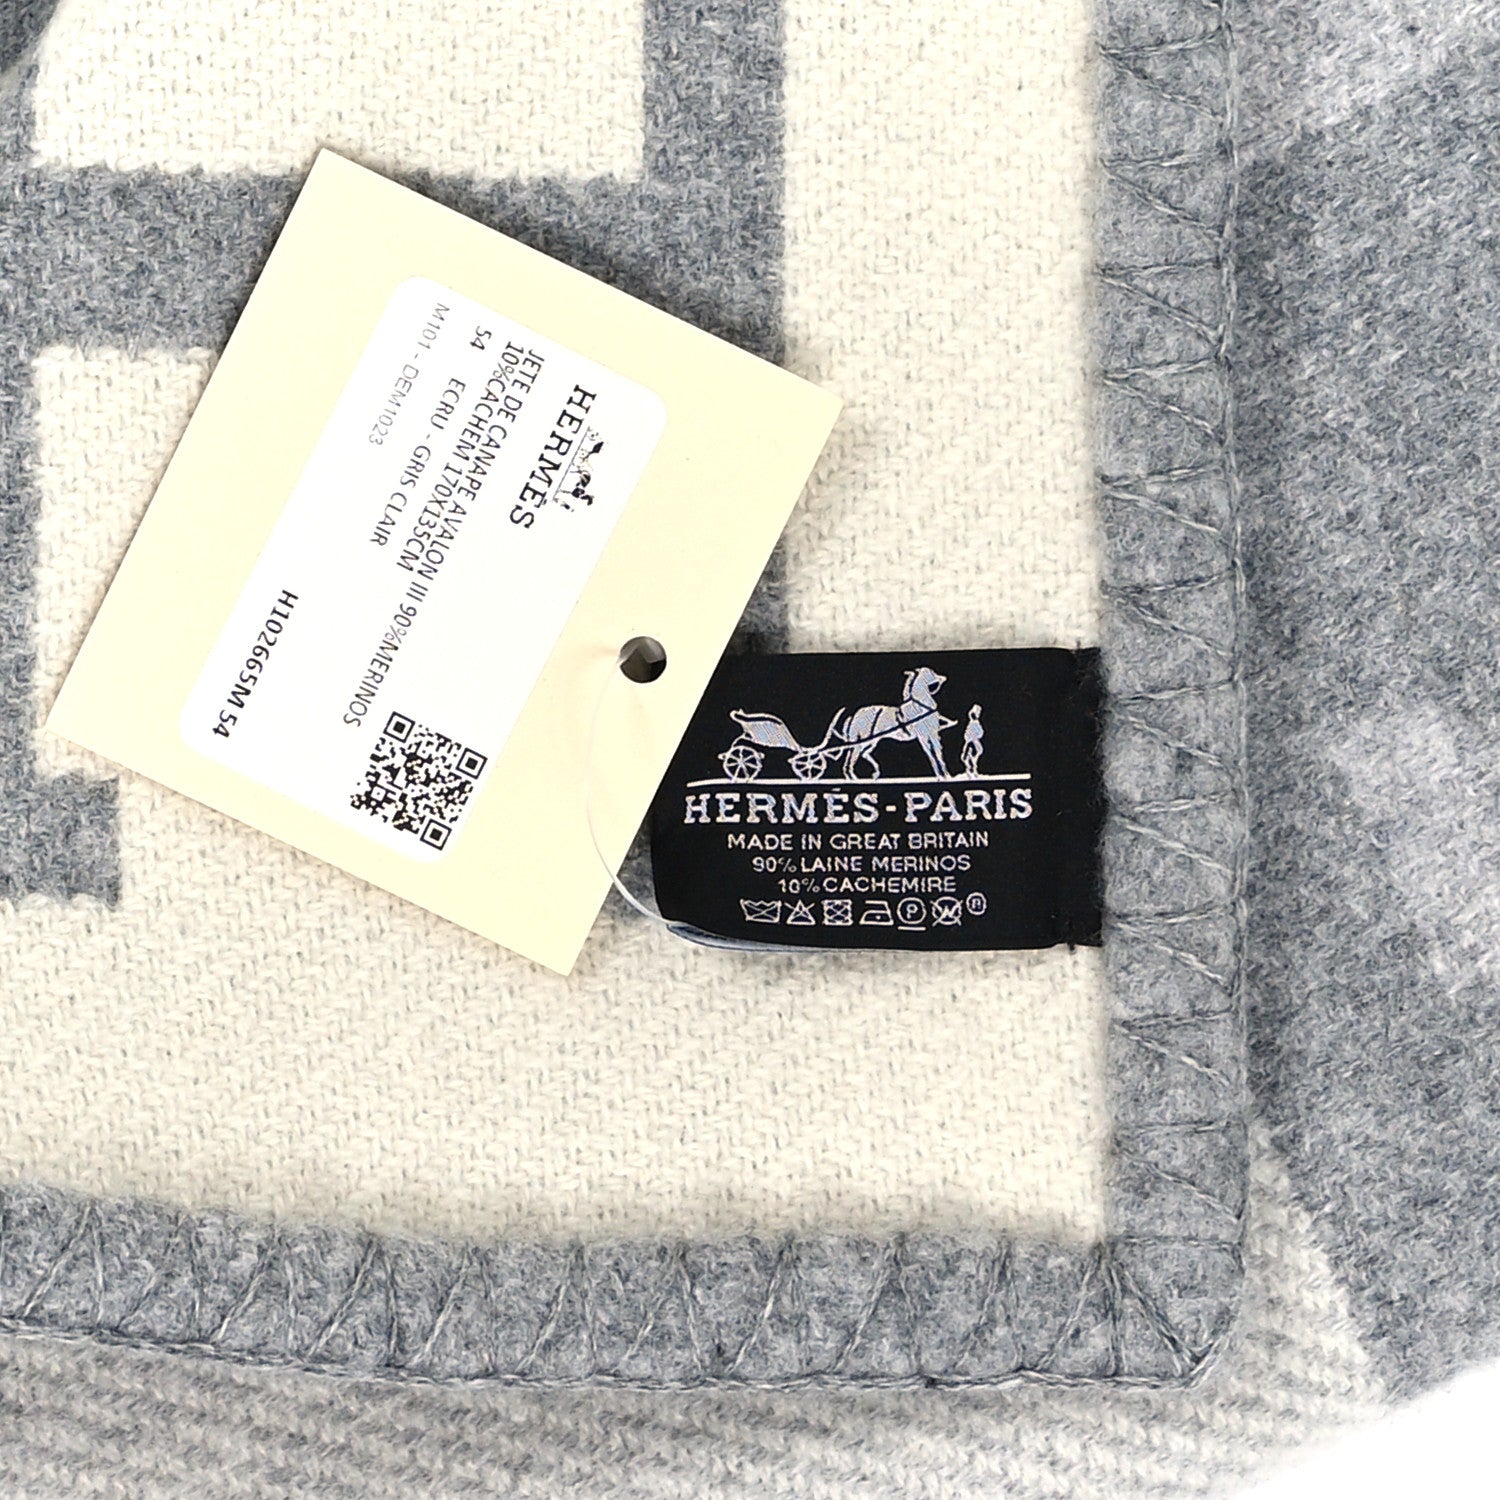 HERMÈS
JETE DE CANAPE AVALON III 90%MERINOS
10%CACHEM 170X135CM
54 ECRU - GRIS CLAIR
M101 - DEM1023
H102665M 54
HERMÈS-PARIS
MADE IN GREAT BRITAIN
90% LAINE MERINOS
10% CACHEMIRE
P W ®